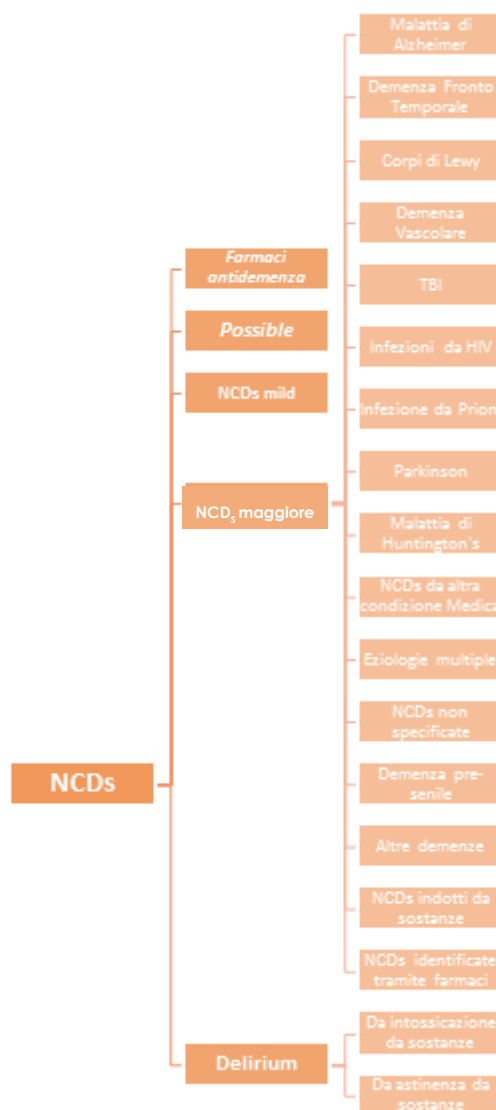 Malattia di
Alzheimer
Demenza Fronto
Temporale
Corpi di Lewy
Demenza
Vascolare
Farmaci
antidemenza
TBI
Possible
Infezioni da HIV
NCDs mild
Infezione da Prion
Parkinson
NCDs maggiore
Malattia di
Huntington's
NCDs da altra
condizione Medica
Eziologie multiple
NCDs non
specificate
NCDs
Demenza pre-
senile
Altre demenze
NCDs indotti da
sostanze
NCDs identificate
tramite farmaci
Da intossicazione
da sostanze
Delirium
Da astinenza da
sostanze